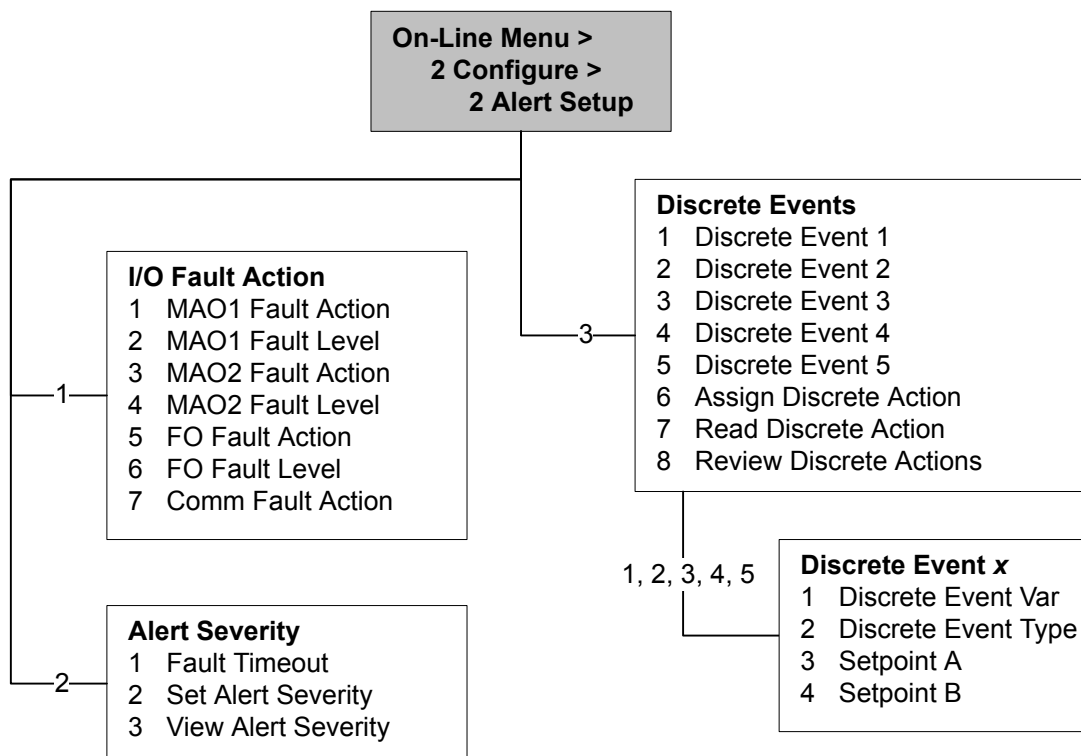 On-Line Menu >
2 Configure >
2 Alert Setup
I/O Fault Action
1 MAO1 Fault Action
2 MAO1 Fault Level
3 MAO2 Fault Action
4 MAO2 Fault Level
5 FO Fault Action
6 FO Fault Level
7 Comm Fault Action
1
Alert Severity
1 Fault Timeout
2 Set Alert Severity
3 View Alert Severity
2
Discrete Events
1 Discrete Event 1
2 Discrete Event 2
3 Discrete Event 3
4 Discrete Event 4
5 Discrete Event 5
6 Assign Discrete Action
7 Read Discrete Action
8 Review Discrete Actions
3
1, 2, 3, 4, 5
Discrete Event x
1 Discrete Event Var
2 Discrete Event Type
3 Setpoint A
4 Setpoint B